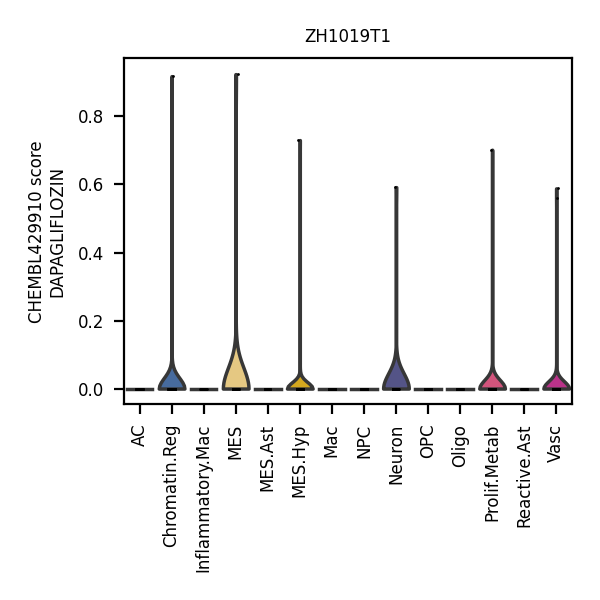 ZH1019T1
CHEMBL429910 score
DAPAGLIFLOZIN
0.8
0.6
0.4
0.2
0.0
AC
Chromatin.Reg
Inflammatory.Mac
MES
MES.Ast
MES.Hyp
Mac
NPC
Neuron
OPC
Oligo
Prolif.Metab
Reactive.Ast
Vasc